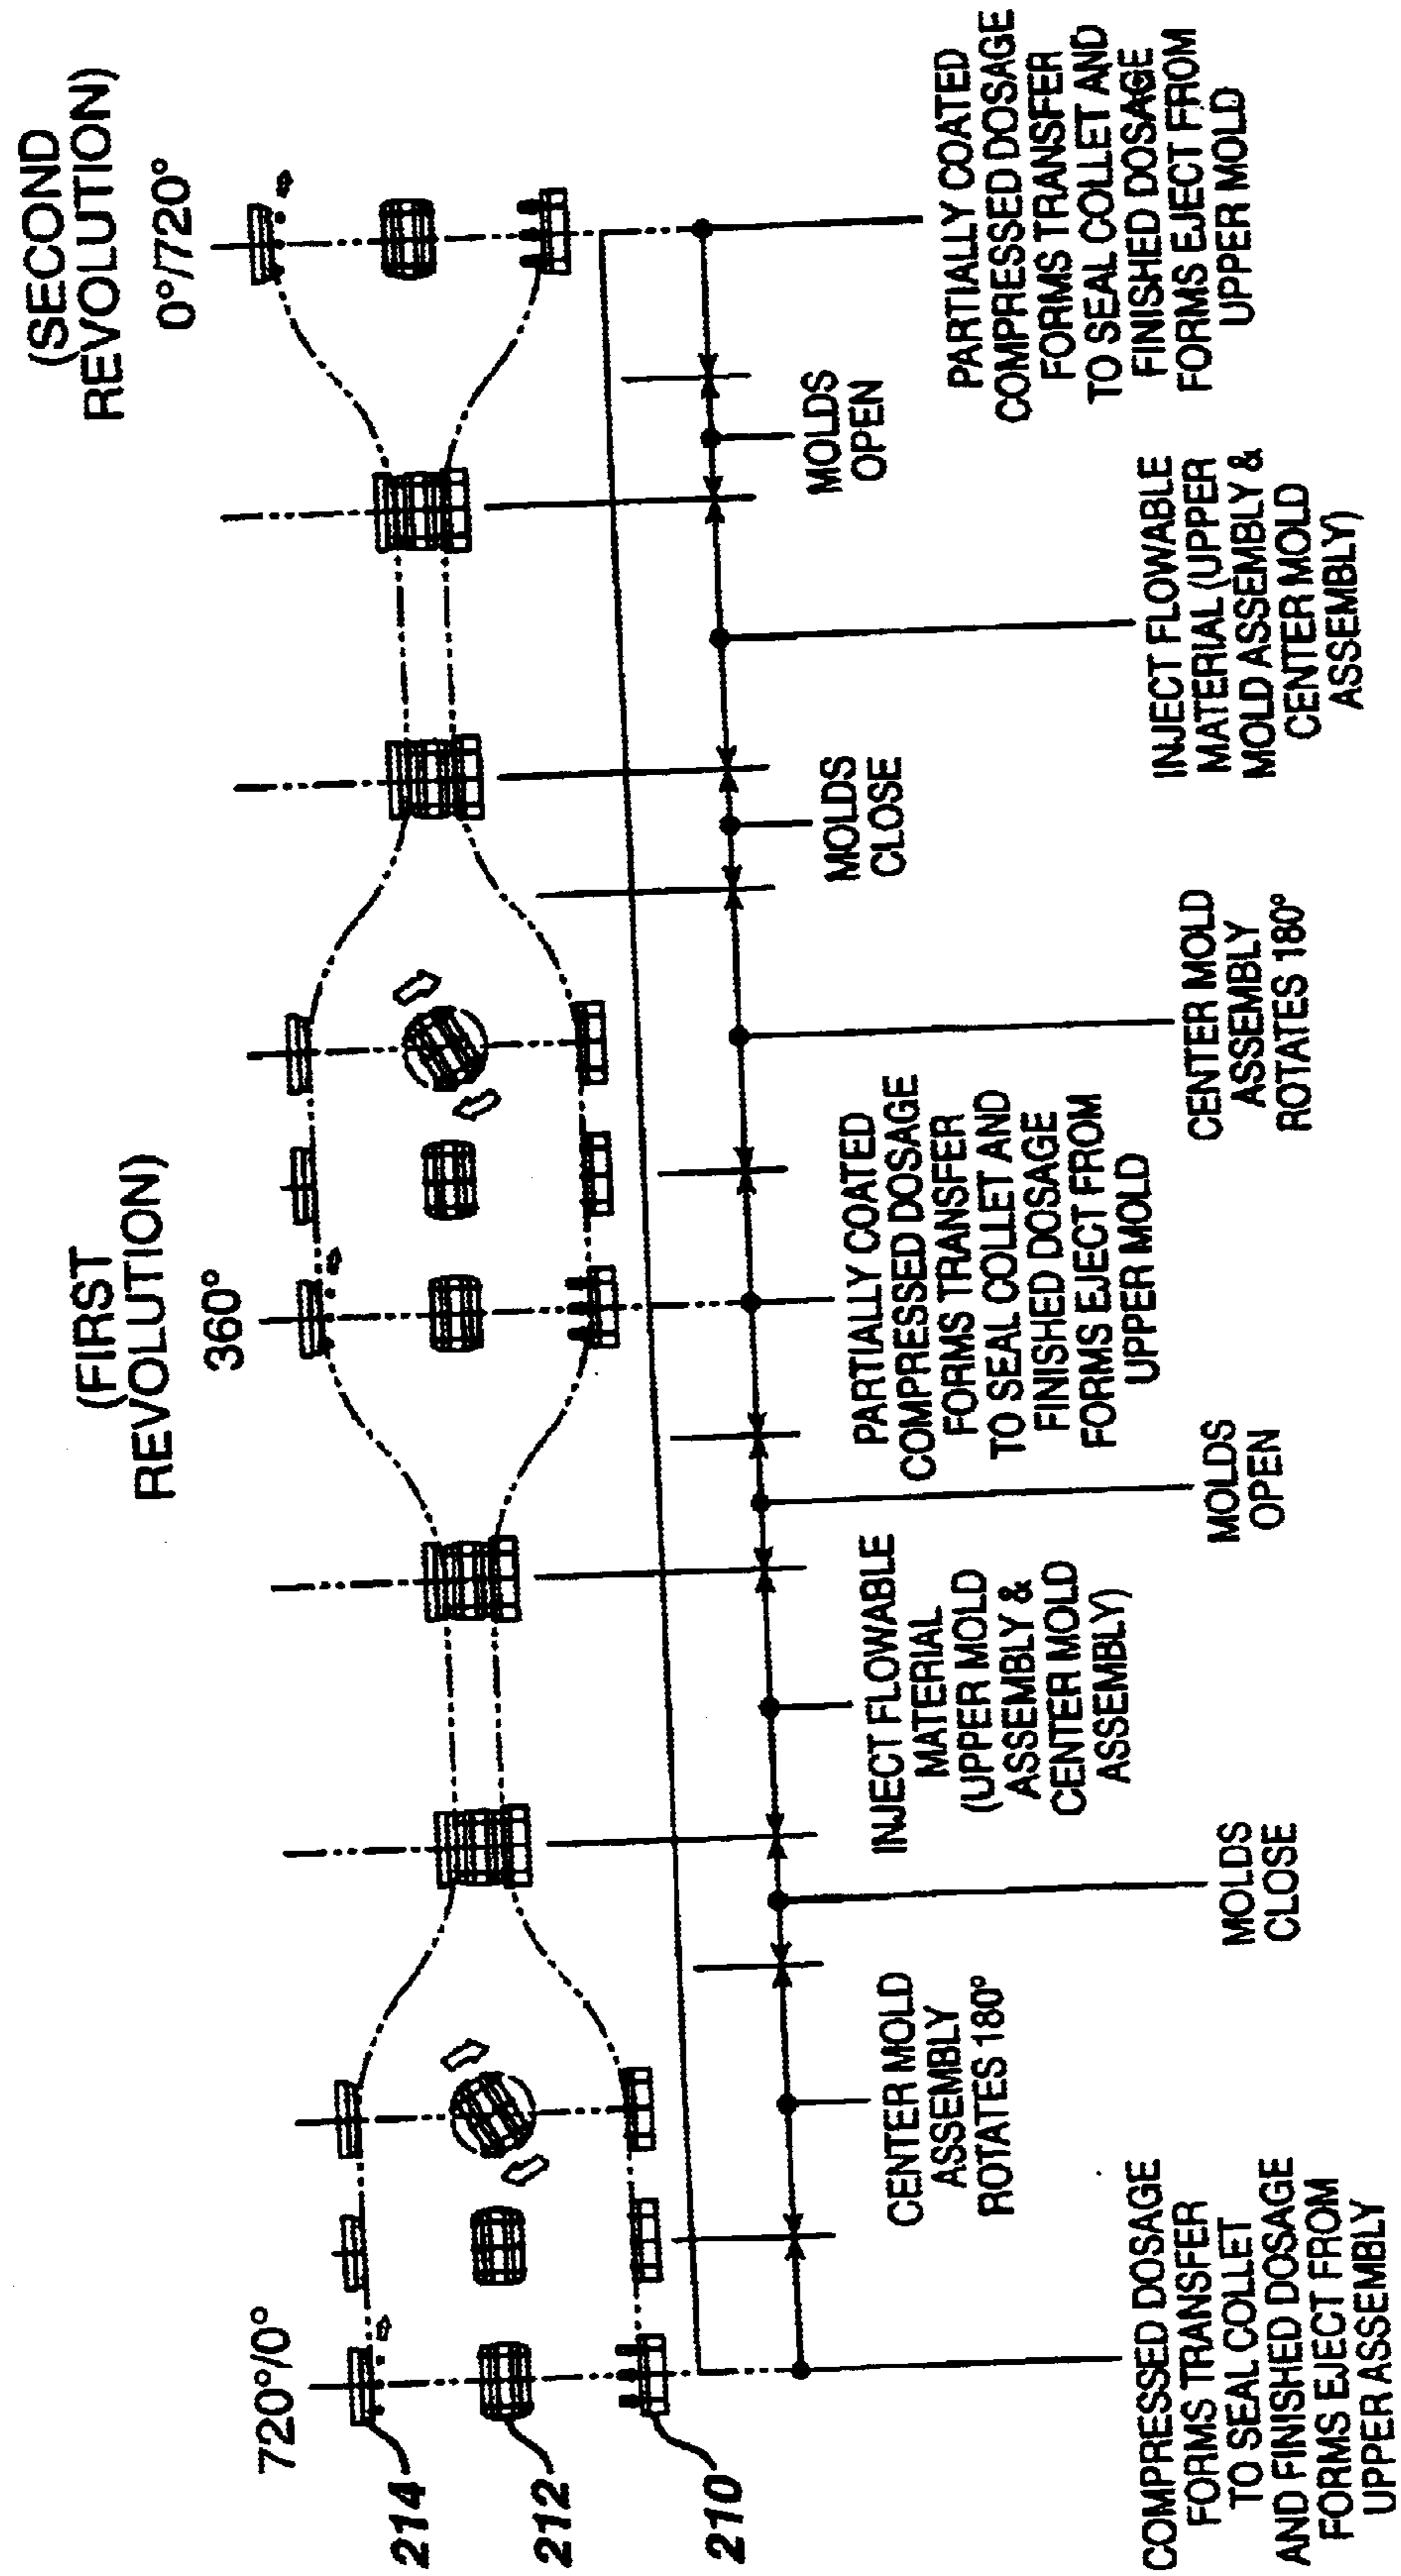 (SECOND
REVOLUTION)
0°/720°
(FIRST
REVOLUTION)
360°
720°/0°
214
212
210
COMPRESSED DOSAGE
FORMS TRANSFER
TO SEAL COLLET
AND FINISHED DOSAGE
FORMS EJECT FROM
UPPER ASSEMBLY
CENTER MOLD
ASSEMBLY
ROTATES 180°
MOLDS
CLOSE
INJECT FLOWABLE
MATERIAL
(UPPER MOLD
ASSEMBLY &
CENTER MOLD
ASSEMBLY)
MOLDS
OPEN
PARTIALLY COATED
COMPRESSED DOSAGE
FORMS TRANSFER
TO SEAL COLLET AND
FINISHED DOSAGE
FORMS EJECT FROM
UPPER MOLD
CENTER MOLD
ASSEMBLY
ROTATES 180°
MOLDS
CLOSE
INJECT FLOWABLE
MATERIAL (UPPER
MOLD ASSEMBLY &
CENTER MOLD
ASSEMBLY)
MOLDS
OPEN
PARTIALLY COATED
COMPRESSED DOSAGE
FORMS TRANSFER
TO SEAL COLLET AND
FINISHED DOSAGE
FORMS EJECT FROM
UPPER MOLD